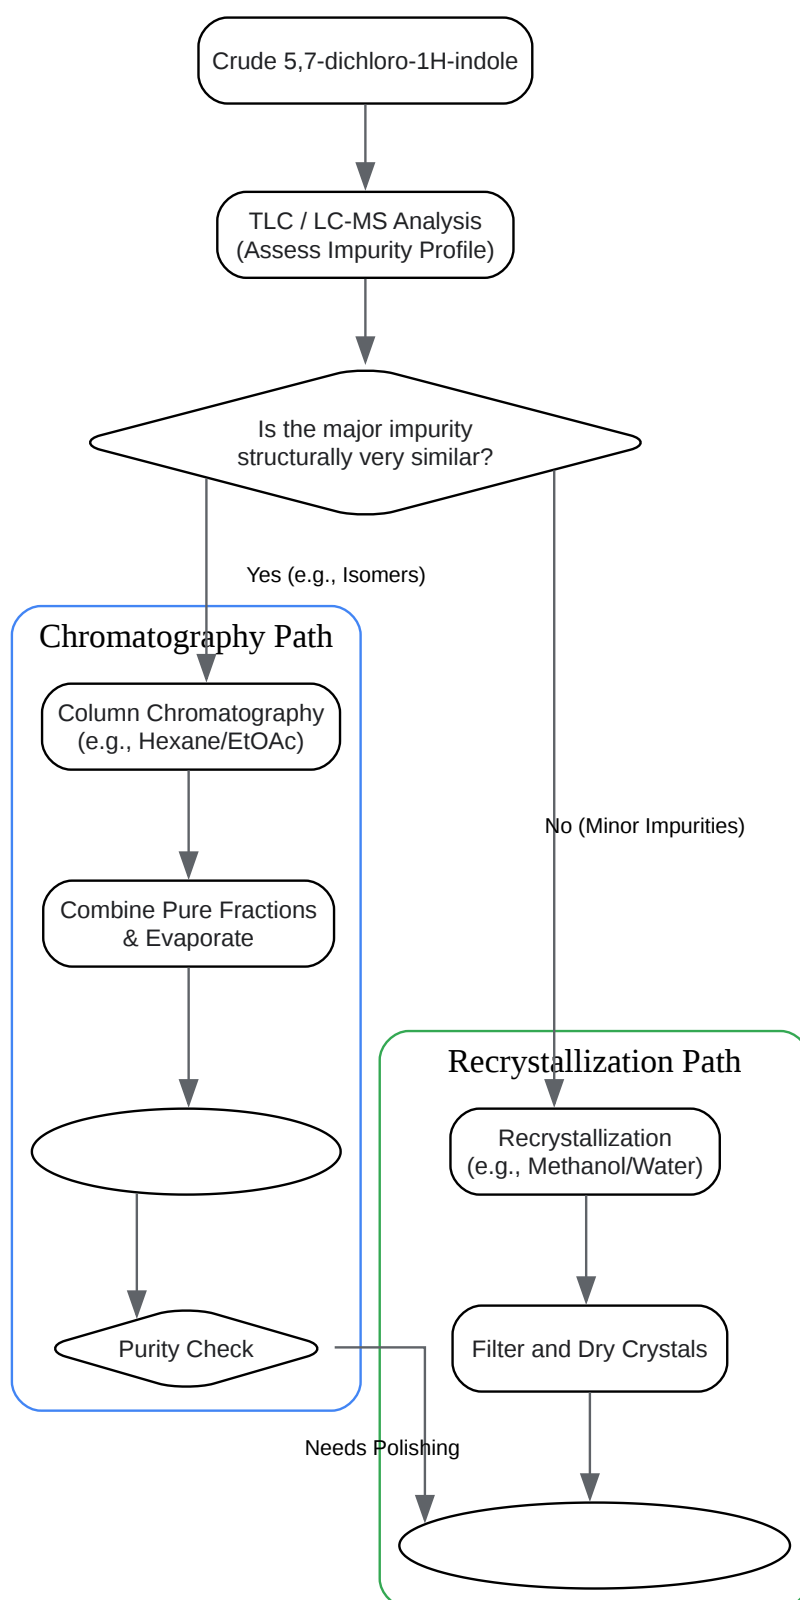 Crude 5,7-dichloro-1H-indole
TLC / LC-MS Analysis
(Assess Impurity Profile)
Is the major impurity
structurally very similar?
Yes (e.g., Isomers)
Chromatography Path
Column Chromatography
(e.g., Hexane/EtOAc)
No (Minor Impurities)
Combine Pure Fractions
& Evaporate
Recrystallization Path
Recrystallization
(e.g., Methanol/Water)
Purity Check
Filter and Dry Crystals
Needs Polishing